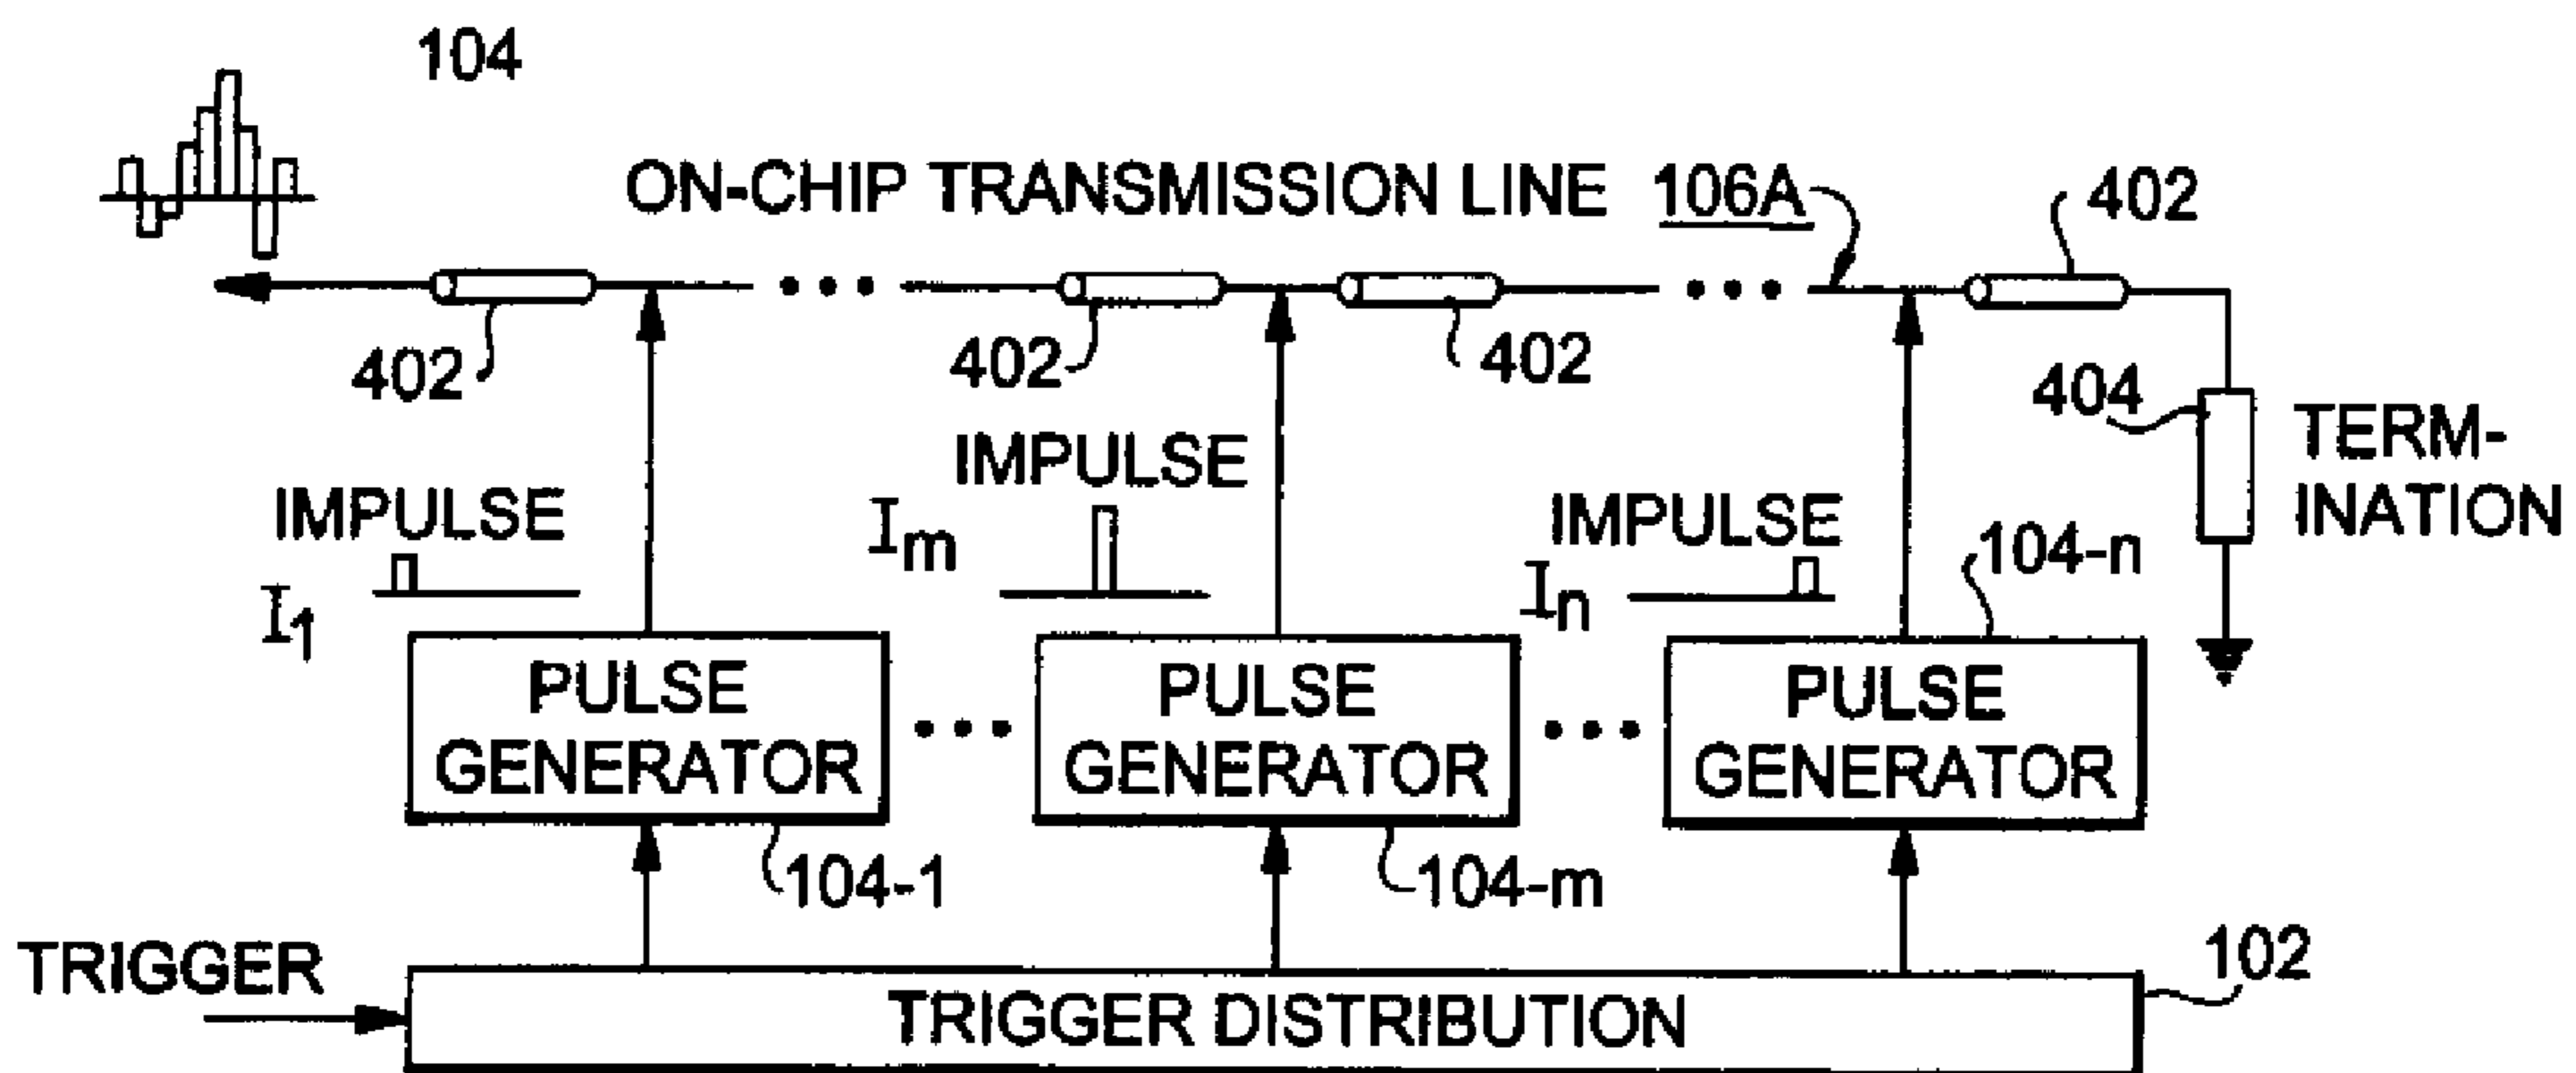 104
ON-CHIP TRANSMISSION LINE 106A
402
402
402
402
404
TERM-
INATION
IMPULSE
I1
IMPULSE
Im
IMPULSE
In
104-n
PULSE
GENERATOR
PULSE
GENERATOR
PULSE
GENERATOR
104-1
104-m
TRIGGER
102
TRIGGER DISTRIBUTION